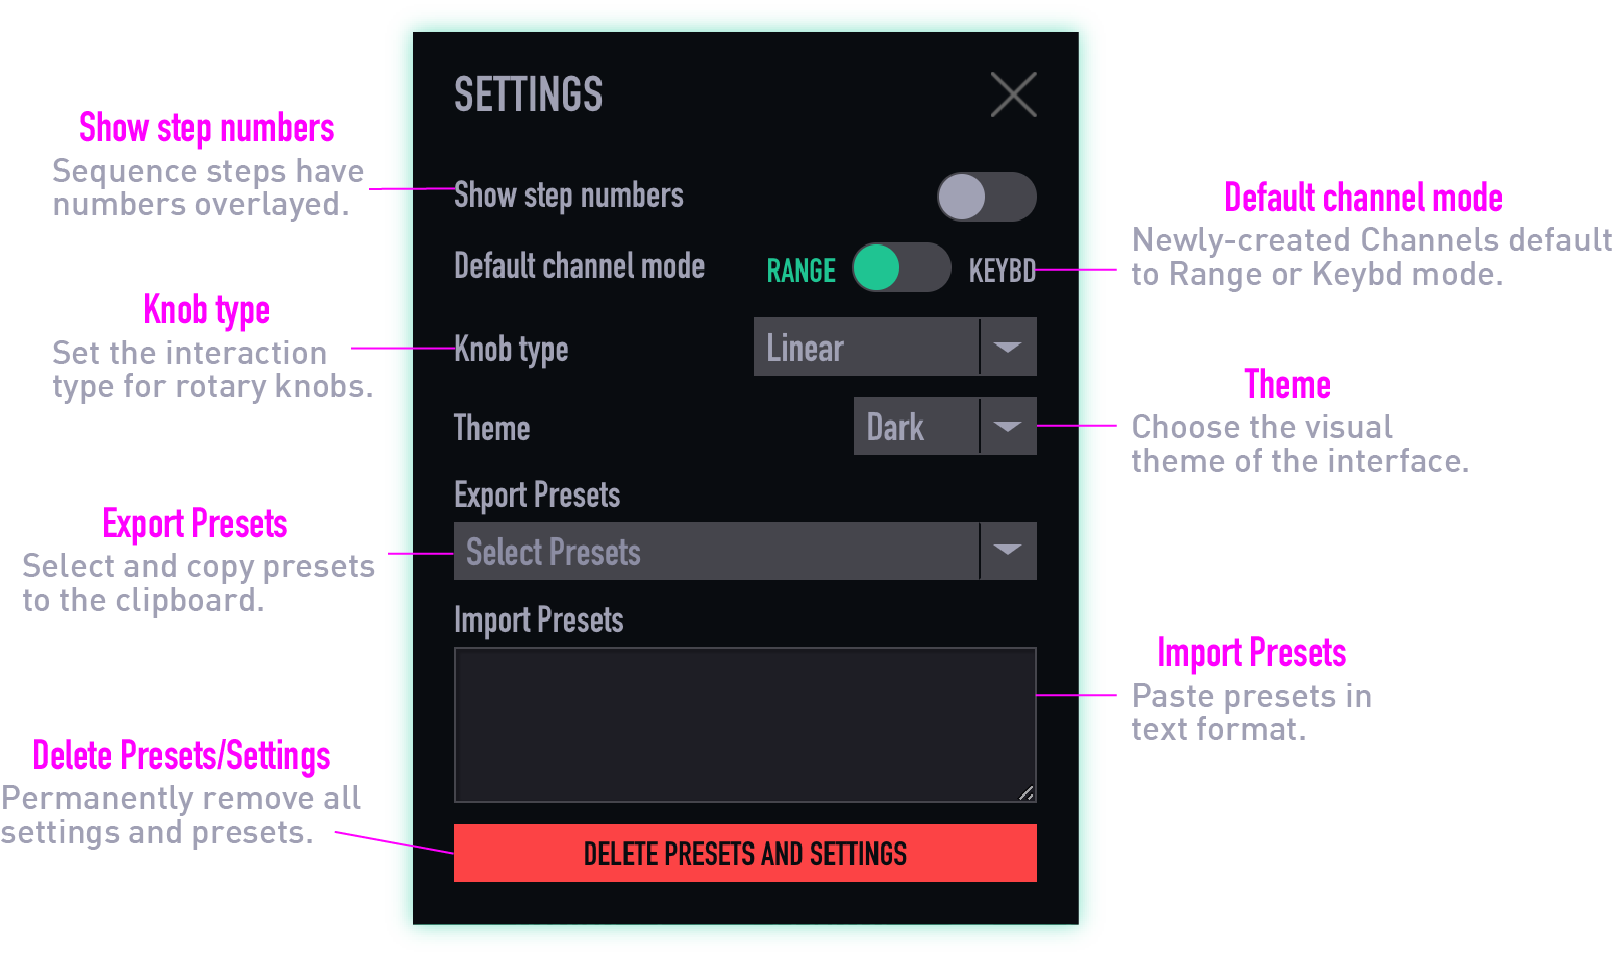 SETTINGS
Show step numbers
Sequence steps have
numbers overlayed.
Show step numbers
Default channel mode
Newly-created Channels default
to Range or Keybd mode.
Default channel mode RANGE KEYBD
Knob type
Set the interaction
type for rotary knobs.
Knob type Linear
Theme
Choose the visual
theme of the interface.
Theme Dark
Export Presets
Select and copy presets
to the clipboard.
Export Presets
Select Presets
Import Presets
Import Presets
Paste presets in
text format.
Delete Presets/Settings
Permanently remove all
settings and presets.
DELETE PRESETS AND SETTINGS